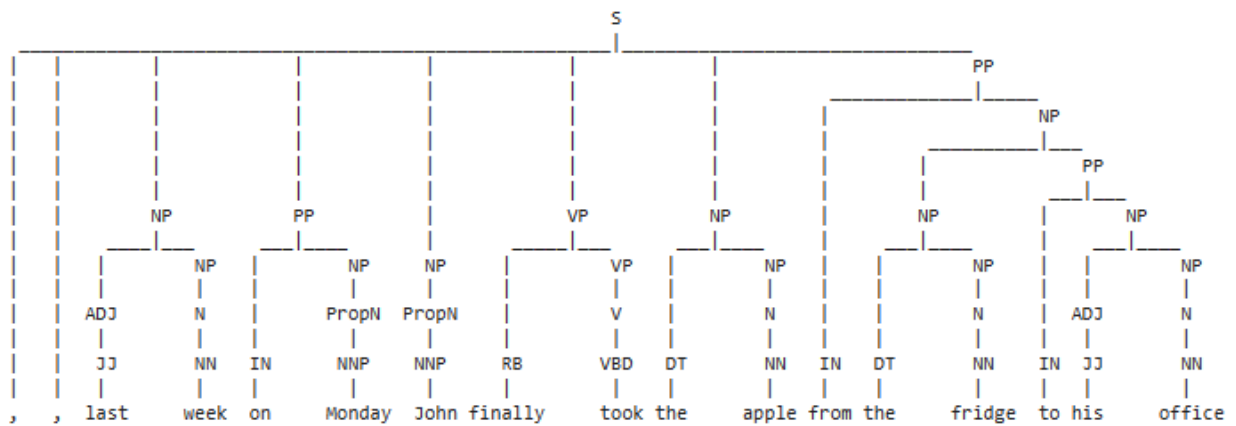 S
PP
NP
PP
NP PP VP NP NP NP
NP NP NP VP NP NP NP
ADJ N PropN PropN V N N ADJ N
JJ NN IN NNP NNP RB VBD DT NN IN DT NN IN JJ NN
, , last week on Monday John finally took the apple from the fridge to his office